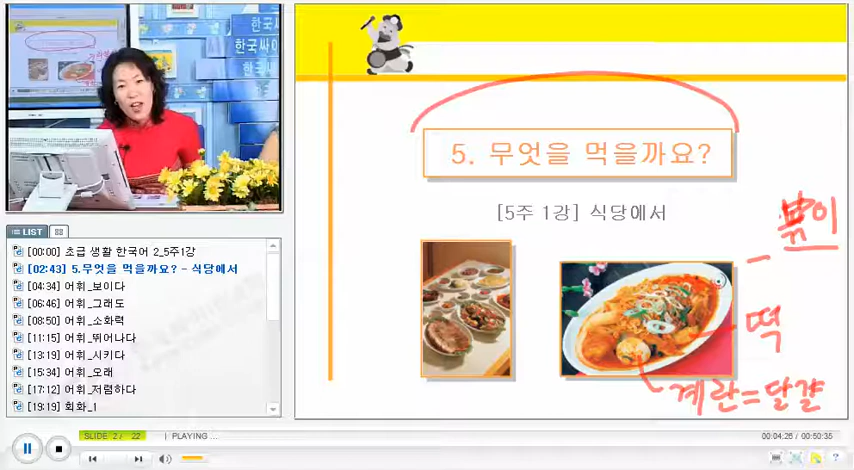 한국
한국싸이
한국
5. 무엇을 먹을까요?
[5주 1강] 식당에서
볶이
떡
계란=달걀
LIST
[00:00] 초급 생활 한국어 2_5주1강
[02:43] 5.무엇을 먹을까요? - 식당에서
[04:34] 어휘_보이다
[06:46] 어휘_그래도
[08:50] 어휘_소화력
[11:15] 어휘_뛰어나다
[13:19] 어휘_시키다
[15:34] 어휘_오래
[17:12] 어휘_저렴하다
[19:19] 회화_1
SLIDE 2 / 22
PLAYING ...
00:04:26 / 00:50:35